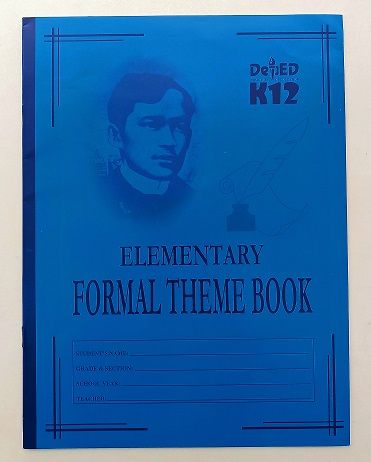 DepED
K12
ELEMENTARY
FORMAL THEME BOOK
STUDENT'S NAME:
GRADE & SECTION:
SCHOOL YEAR:
TEACHER: